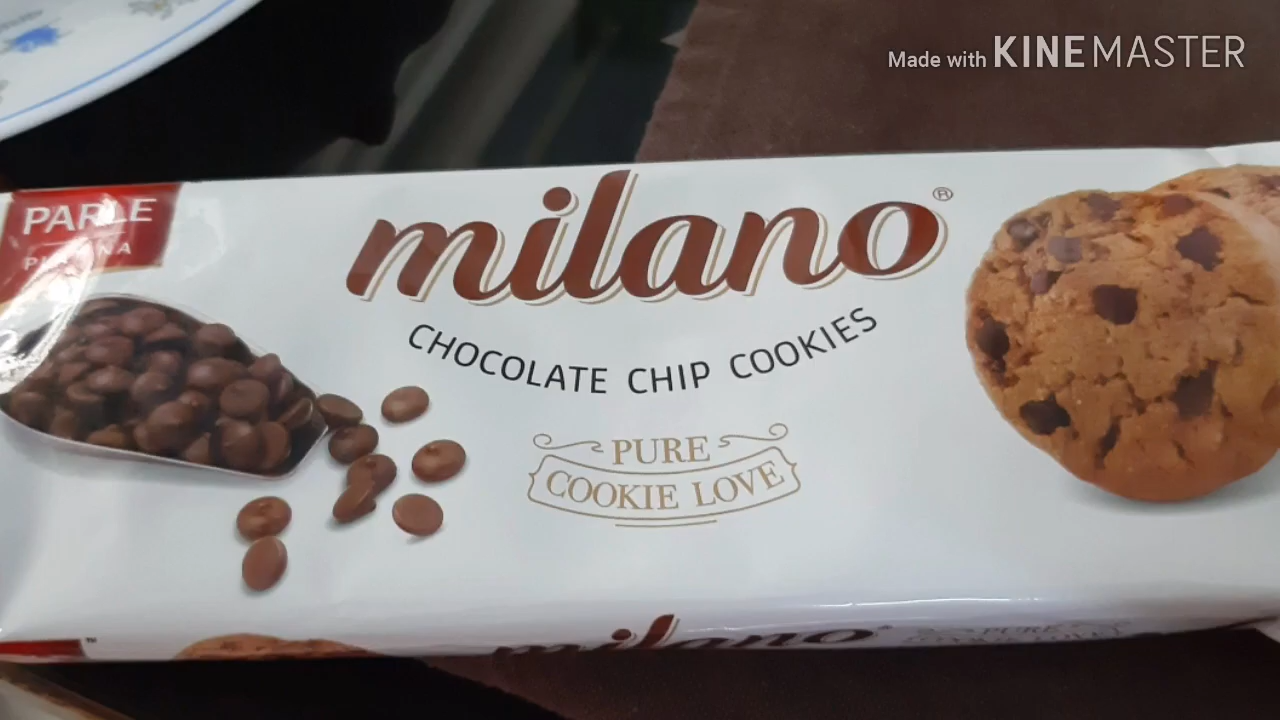 Made with KINEMASTER
PARLE
milano®
CHOCOLATE CHIP COOKIES
PURE
COOKIE LOVE
milano